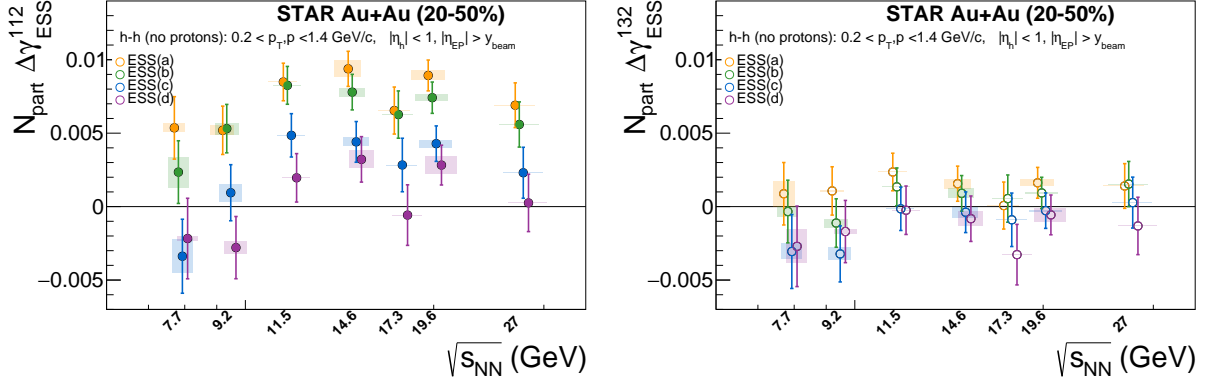 STAR Au+Au (20-50%)
h-h (no protons): 0.2 < p_T,p <1.4 GeV/c, |η_h| < 1, |η_EP| > y_beam
ESS(a)
ESS(b)
ESS(c)
ESS(d)
N_part Δγ^112_ESS
0.01
0.005
0
−0.005
7.7 9.2 11.5 14.6 17.3 19.6 27
√s_NN (GeV)
STAR Au+Au (20-50%)
h-h (no protons): 0.2 < p_T,p <1.4 GeV/c, |η_h| < 1, |η_EP| > y_beam
ESS(a)
ESS(b)
ESS(c)
ESS(d)
N_part Δγ^132_ESS
0.01
0.005
0
−0.005
7.7 9.2 11.5 14.6 17.3 19.6 27
√s_NN (GeV)